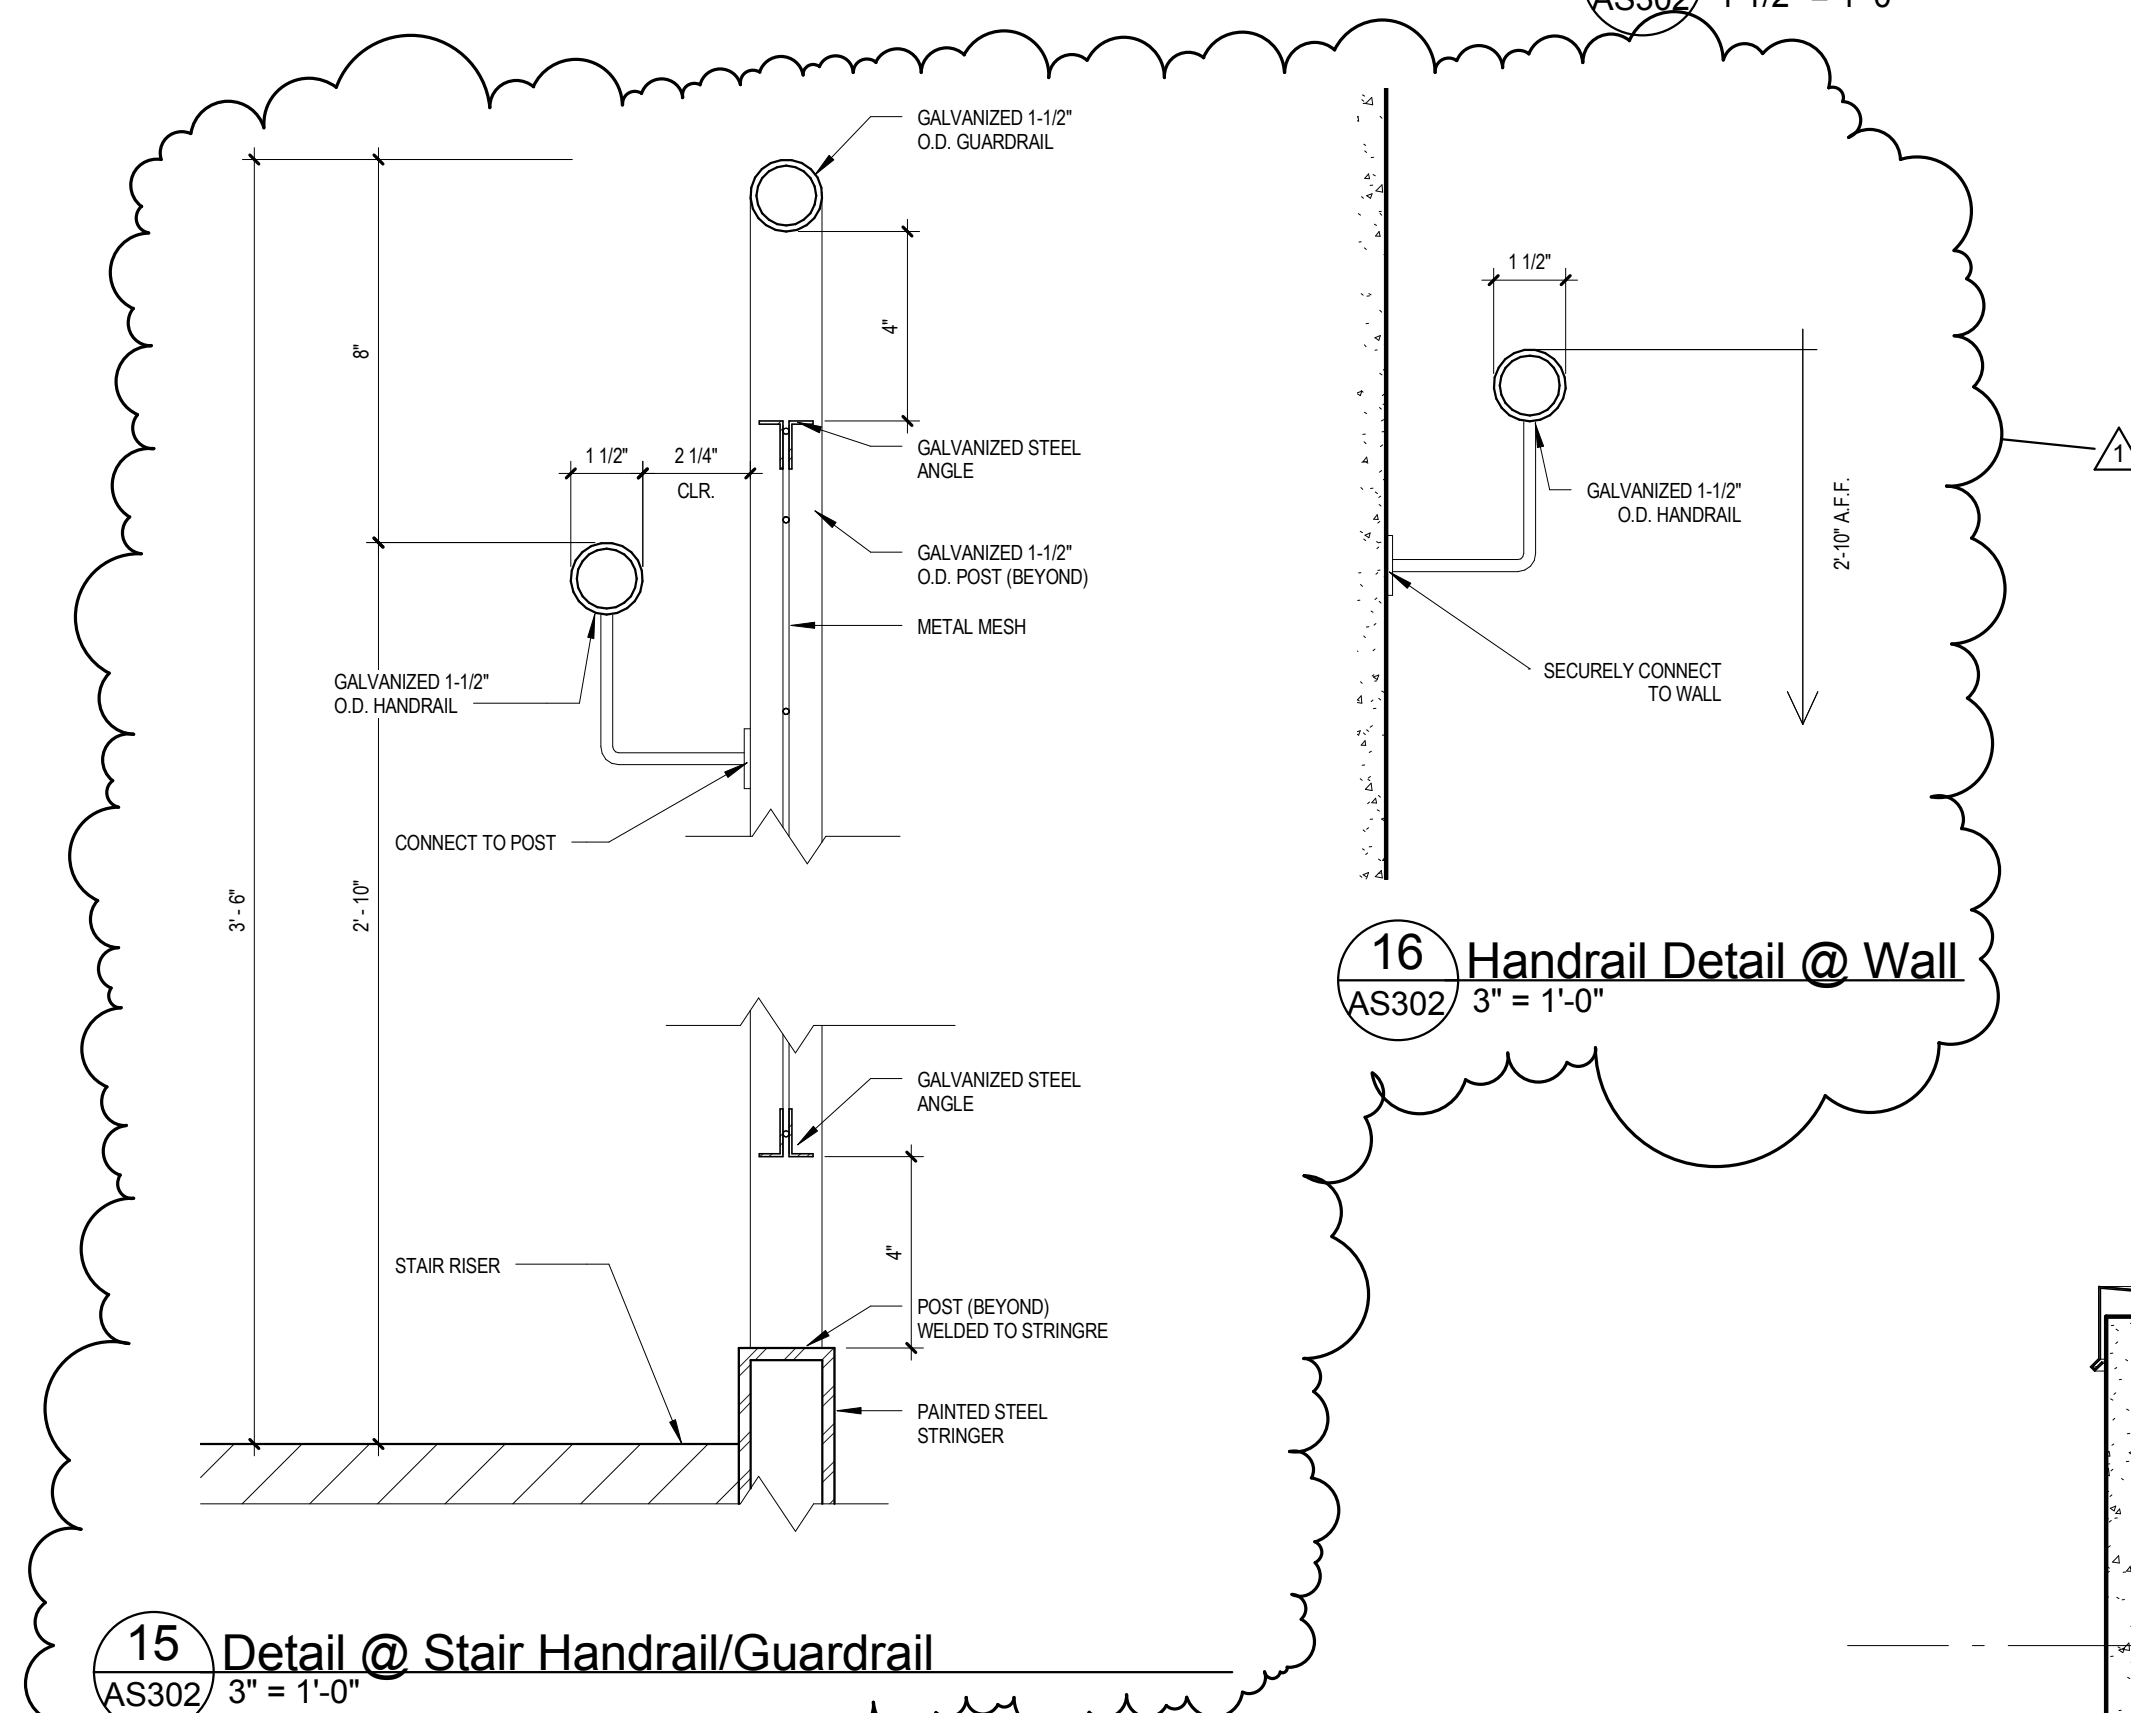 AS302
1 1/2" = 1'-0"
GALVANIZED 1-1/2"
O.D. GUARDRAIL
8"
4"
1 1/2"
2 1/4"
CLR.
GALVANIZED STEEL
ANGLE
GALVANIZED 1-1/2"
O.D. POST (BEYOND)
METAL MESH
GALVANIZED 1-1/2"
O.D. HANDRAIL
CONNECT TO POST
3' - 6"
2' - 10"
GALVANIZED STEEL
ANGLE
4"
STAIR RISER
POST (BEYOND)
WELDED TO STRINGRE
PAINTED STEEL
STRINGER
15
AS302
Detail @ Stair Handrail/Guardrail
3" = 1'-0"
1 1/2"
GALVANIZED 1-1/2"
O.D. HANDRAIL
2'-10" A.F.F.
SECURELY CONNECT
TO WALL
16
AS302
Handrail Detail @ Wall
3" = 1'-0"
1